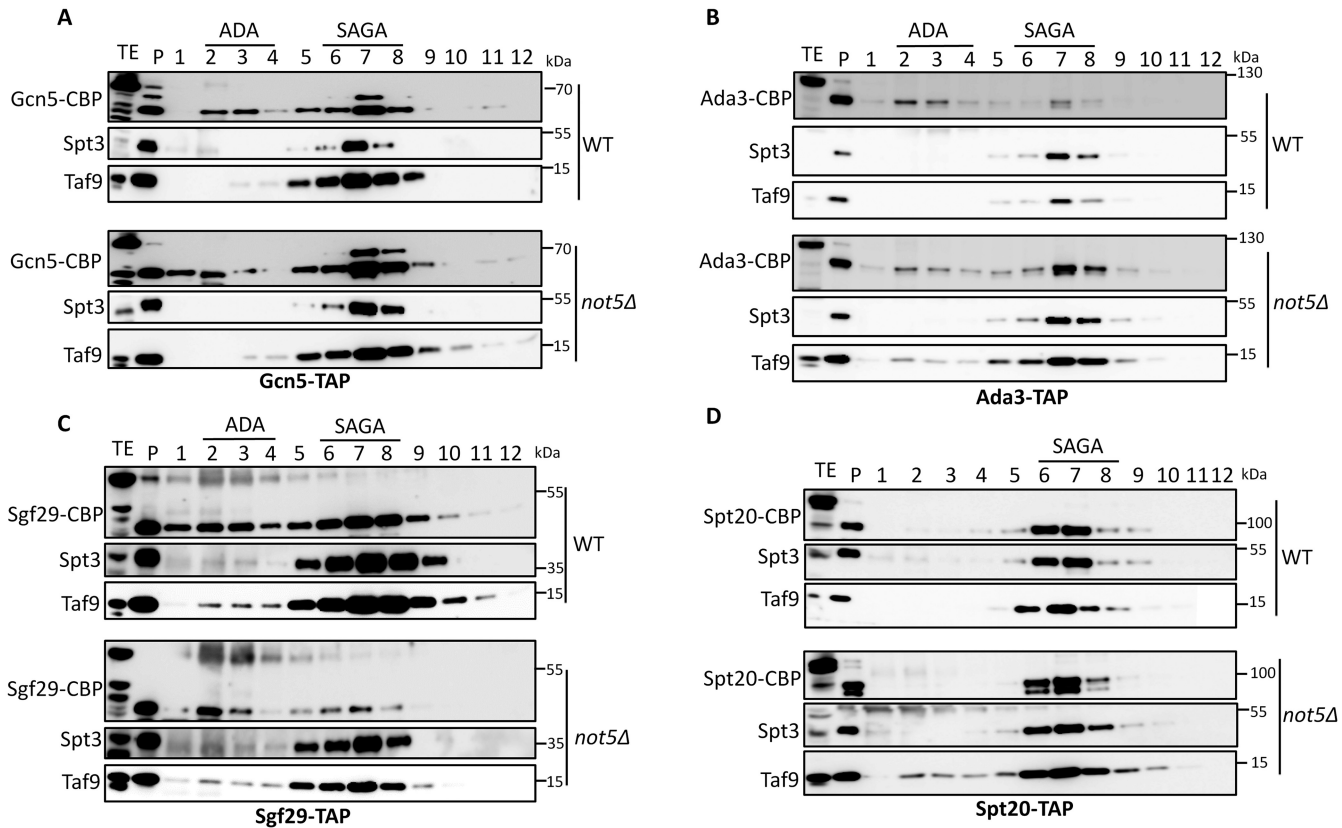 A
ADA SAGA
TE P 1 2 3 4 5 6 7 8 9 10 11 12 kDa
Gcn5-CBP 70
Spt3 55 WT
Taf9 15
Gcn5-CBP 70
Spt3 55 not5Δ
Taf9 15
Gcn5-TAP
B
ADA SAGA
TE P 1 2 3 4 5 6 7 8 9 10 11 12 kDa
Ada3-CBP 130
Spt3 55 WT
Taf9 15
Ada3-CBP 130
Spt3 55 not5Δ
Taf9 15
Ada3-TAP
C
ADA SAGA
TE P 1 2 3 4 5 6 7 8 9 10 11 12 kDa
Sgf29-CBP 55
Spt3 35 WT
Taf9 15
Sgf29-CBP 55
Spt3 35 not5Δ
Taf9 15
Sgf29-TAP
D
SAGA
TE P 1 2 3 4 5 6 7 8 9 10 11 12 kDa
Spt20-CBP 100
Spt3 55 WT
Taf9 15
Spt20-CBP 100
Spt3 55 not5Δ
Taf9 15
Spt20-TAP